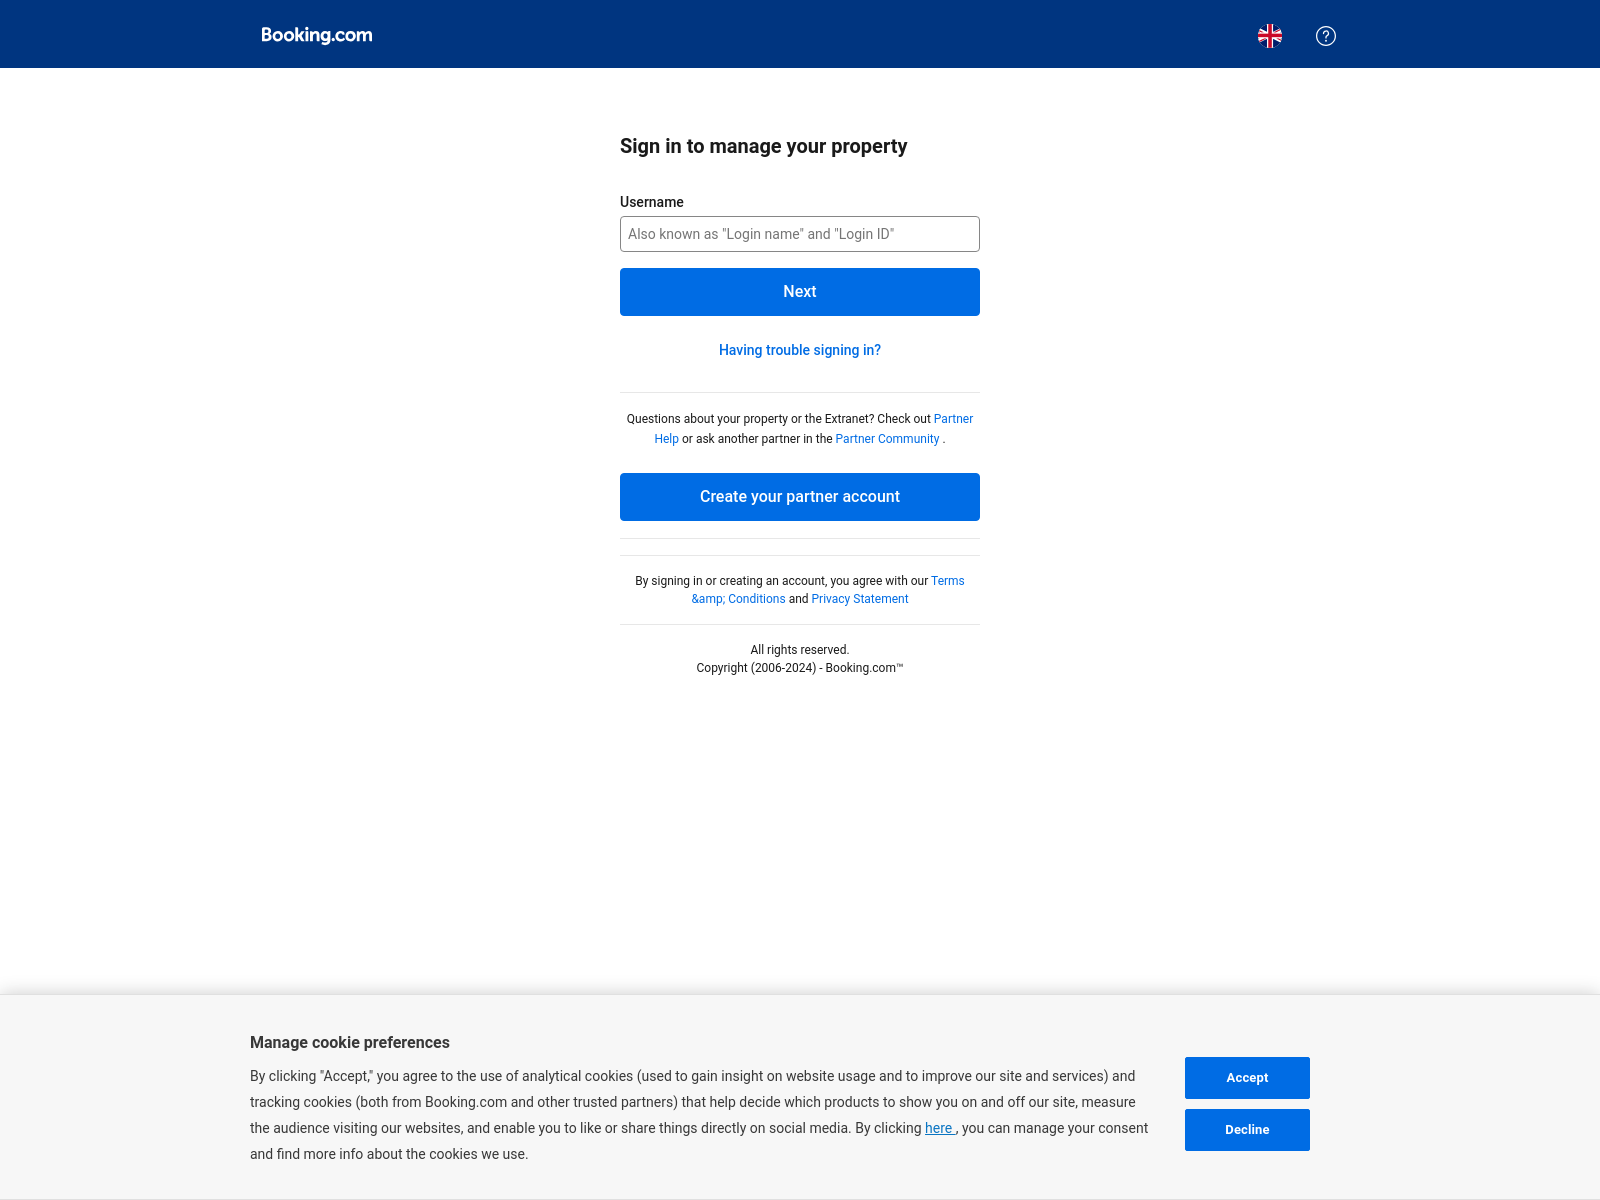 Booking.com
Sign in to manage your property
Username
Also known as "Login name" and "Login ID"
Next
Having trouble signing in?
Questions about your property or the Extranet? Check out Partner
Help or ask another partner in the Partner Community .
Create your partner account
By signing in or creating an account, you agree with our Terms
&amp; Conditions and Privacy Statement
All rights reserved.
Copyright (2006-2024) - Booking.com™
Manage cookie preferences
By clicking "Accept," you agree to the use of analytical cookies (used to gain insight on website usage and to improve our site and services) and
tracking cookies (both from Booking.com and other trusted partners) that help decide which products to show you on and off our site, measure
the audience visiting our websites, and enable you to like or share things directly on social media. By clicking here , you can manage your consent
and find more info about the cookies we use.
Accept
Decline